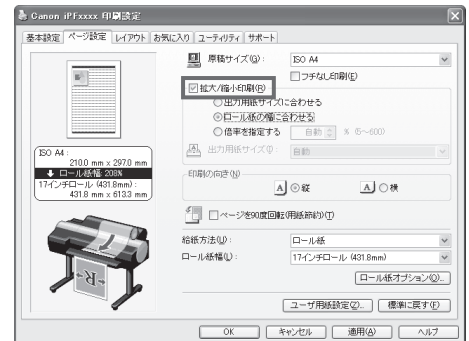 Canon iPFxxxx 印刷設定
基本設定 ページ設定 レイアウト お気に入り ユーティリティ サポート
原稿サイズ(G): ISO A4
フチなし印刷(E)
拡大/縮小印刷(R)
出力用紙サイズに合わせる
ロール紙の幅に合わせる
倍率を指定する 自動 % (5~600)
出力用紙サイズ(P): 自動
ISO A4 :
210.0 mm x 297.0 mm
ロール紙幅: 208%
17インチロール (431.8mm) :
431.8 mm x 613.3 mm
印刷の向き(N)
A 縦 A 横
ページを90度回転(用紙節約)(T)
給紙方法(U): ロール紙
ロール紙幅(L): 17インチロール (431.8mm)
R
ロール紙オプション(O)...
ユーザ用紙設定(Z)... 標準に戻す(F)
OK キャンセル 適用(A) ヘルプ